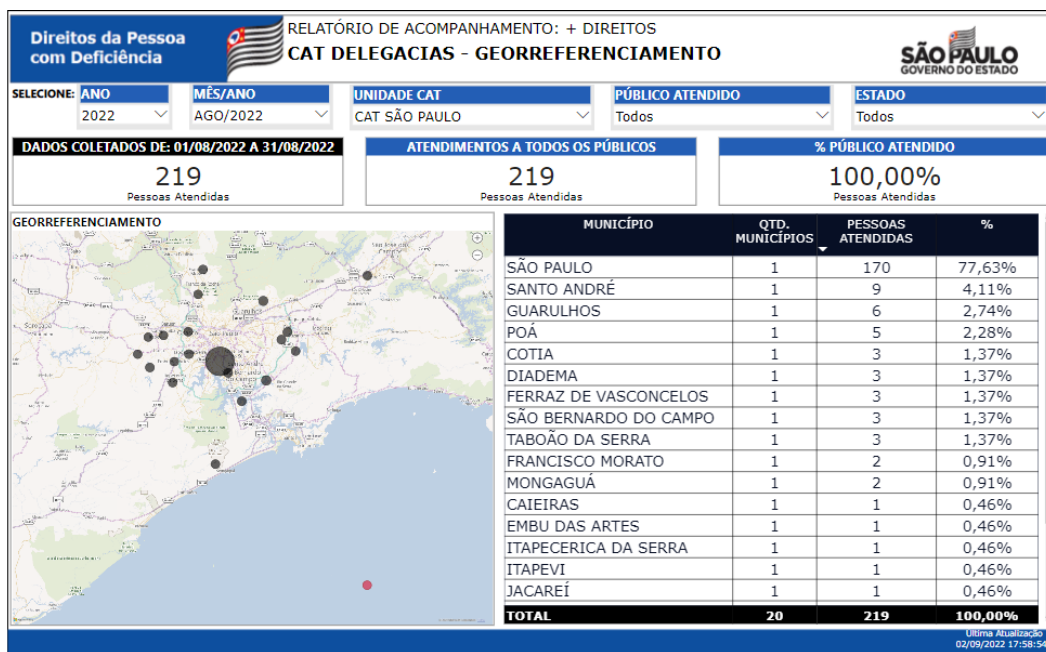 Direitos da Pessoa
com Deficiência
RELATÓRIO DE ACOMPANHAMENTO: + DIREITOS
CAT DELEGACIAS - GEORREFERENCIAMENTO
SÃO PAULO
GOVERNO DO ESTADO
SELECIONE: ANO MÊS/ANO UNIDADE CAT PÚBLICO ATENDIDO ESTADO
2022 AGO/2022 CAT SÃO PAULO Todos Todos
DADOS COLETADOS DE: 01/08/2022 A 31/08/2022 ATENDIMENTOS A TODOS OS PÚBLICOS % PÚBLICO ATENDIDO
219 219 100,00%
Pessoas Atendidas Pessoas Atendidas Pessoas Atendidas
GEORREFERENCIAMENTO
Guarulhos
Sorocaba
MUNICÍPIO QTD. MUNICÍPIOS PESSOAS ATENDIDAS %
SÃO PAULO 1 170 77,63%
SANTO ANDRÉ 1 9 4,11%
GUARULHOS 1 6 2,74%
POÁ 1 5 2,28%
COTIA 1 3 1,37%
DIADEMA 1 3 1,37%
FERRAZ DE VASCONCELOS 1 3 1,37%
SÃO BERNARDO DO CAMPO 1 3 1,37%
TABOÃO DA SERRA 1 3 1,37%
FRANCISCO MORATO 1 2 0,91%
MONGAGUÁ 1 2 0,91%
CAIEIRAS 1 1 0,46%
EMBU DAS ARTES 1 1 0,46%
ITAPECERICA DA SERRA 1 1 0,46%
ITAPEVI 1 1 0,46%
JACAREÍ 1 1 0,46%
TOTAL 20 219 100,00%
Última Atualização
02/09/2022 17:58:54